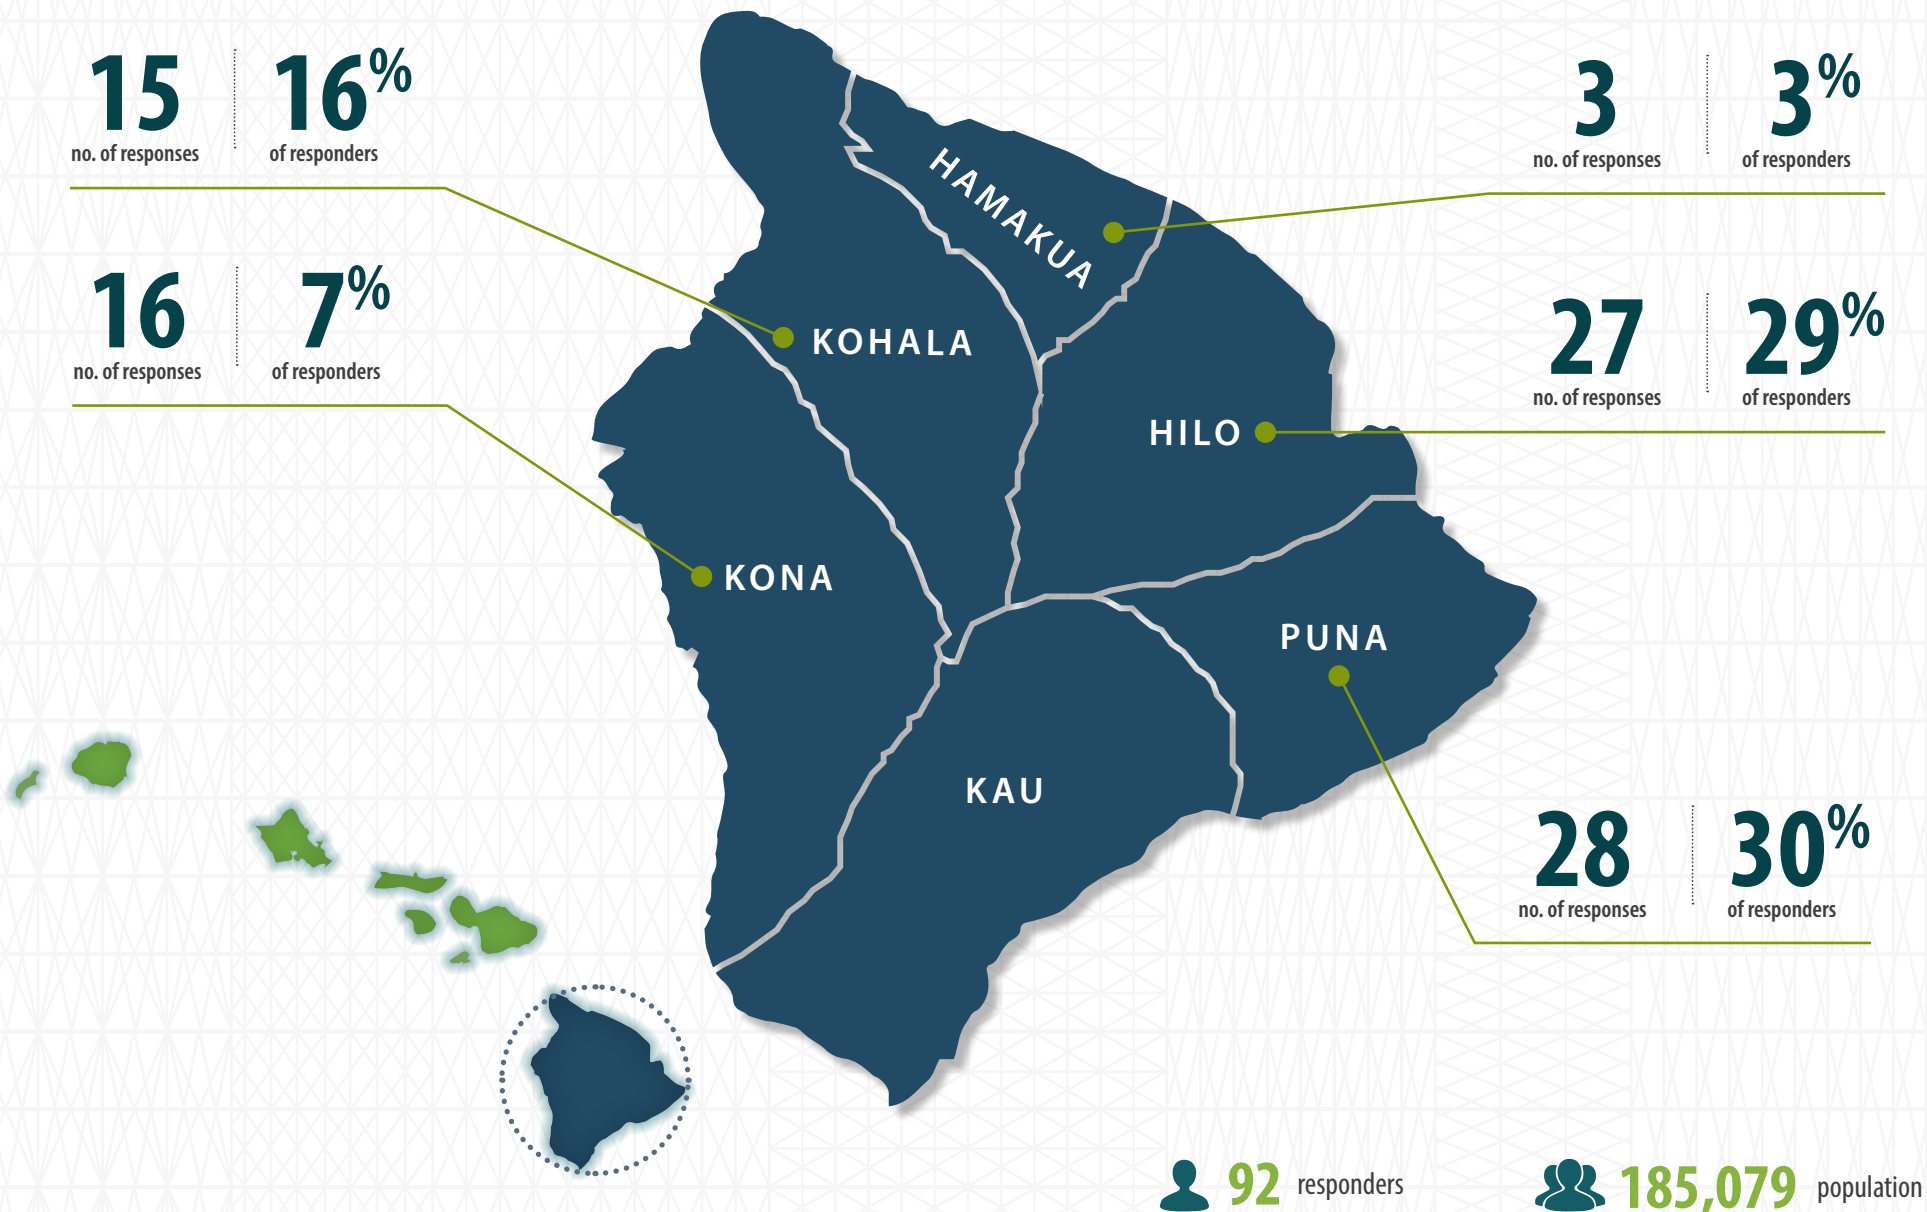 15
16%
no. of responses
of responders
16
7%
no. of responses
of responders
3
3%
no. of responses
of responders
27
29%
no. of responses
of responders
28
30%
no. of responses
of responders
HAMAKUA
KOHALA
HILO
KONA
PUNA
KAU
92 responders
185,079 population